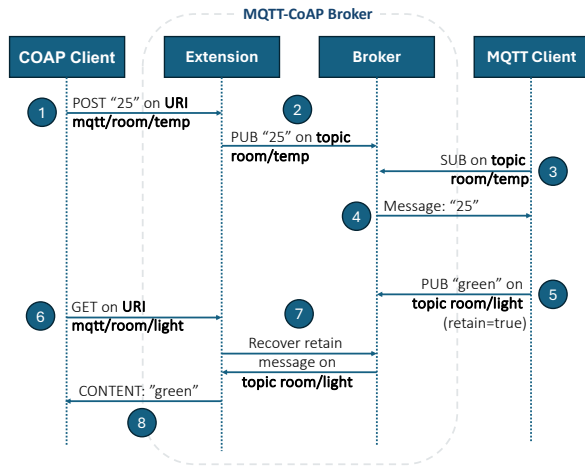 MQTT-CoAP Broker
COAP Client
Extension
Broker
MQTT Client
1
POST “25” on URI
mqtt/room/temp
2
PUB “25” on topic
room/temp
SUB on topic
room/temp
3
4
Message: “25”
PUB “green” on
topic room/light
(retain=true)
5
6
GET on URI
mqtt/room/light
7
Recover retain
message on
topic room/light
CONTENT: ”green”
8